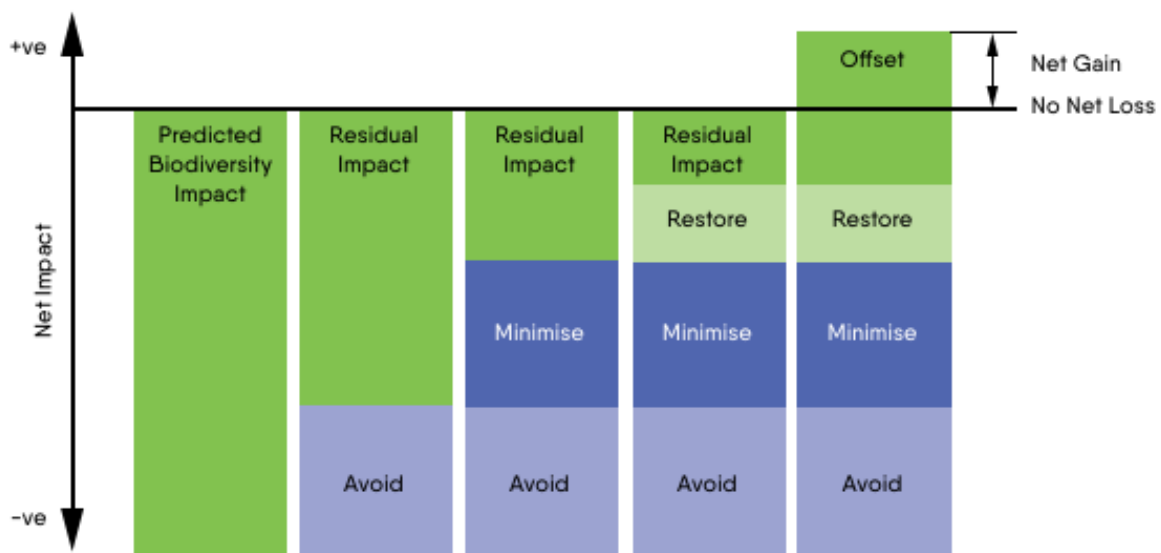 +ve
Offset
Net Gain
No Net Loss
Predicted
Biodiversity
Impact
Residual
Impact
Residual
Impact
Residual
Impact
Restore
Restore
Net Impact
Minimise
Minimise
Minimise
Avoid
Avoid
Avoid
Avoid
-ve